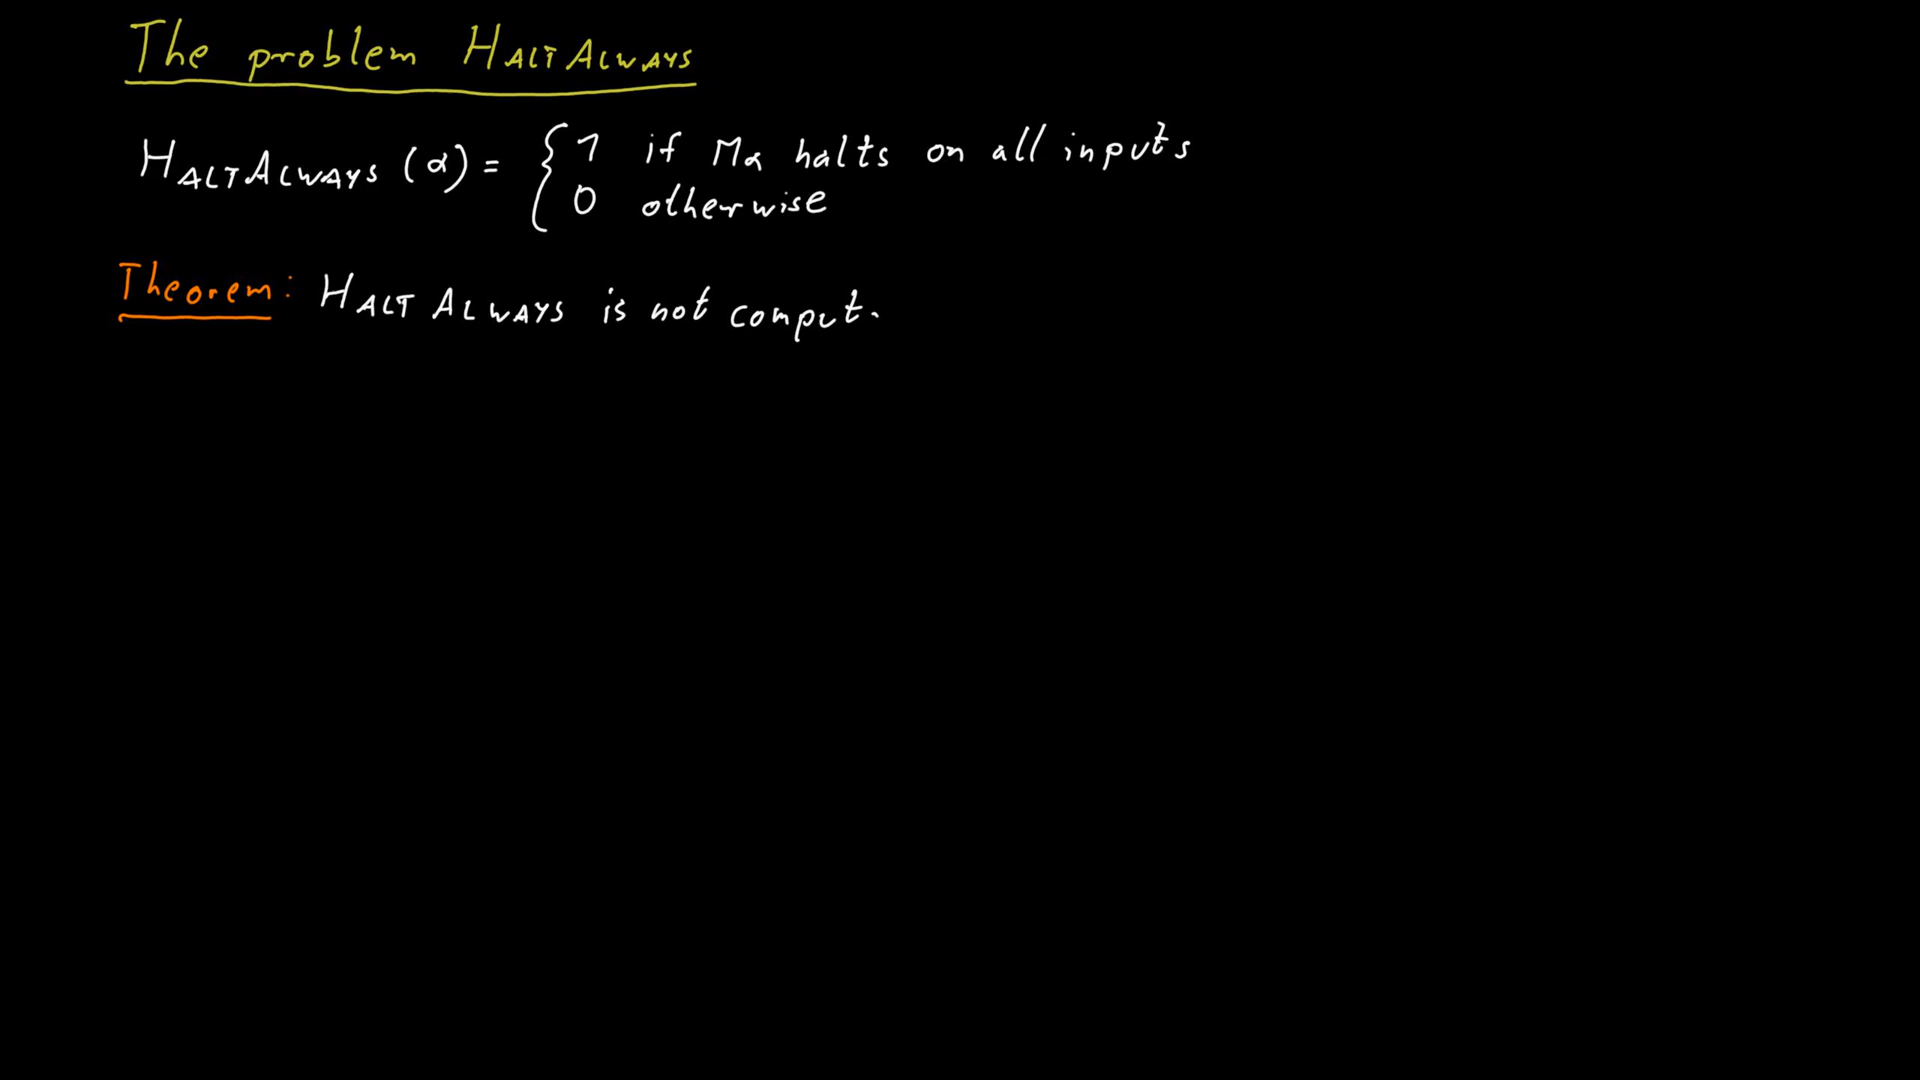 The problem HALTALWAYS
HALTALWAYS (α) = { 1 if Mα halts on all inputs
0 otherwise
Theorem: HALTALWAYS is not comput.